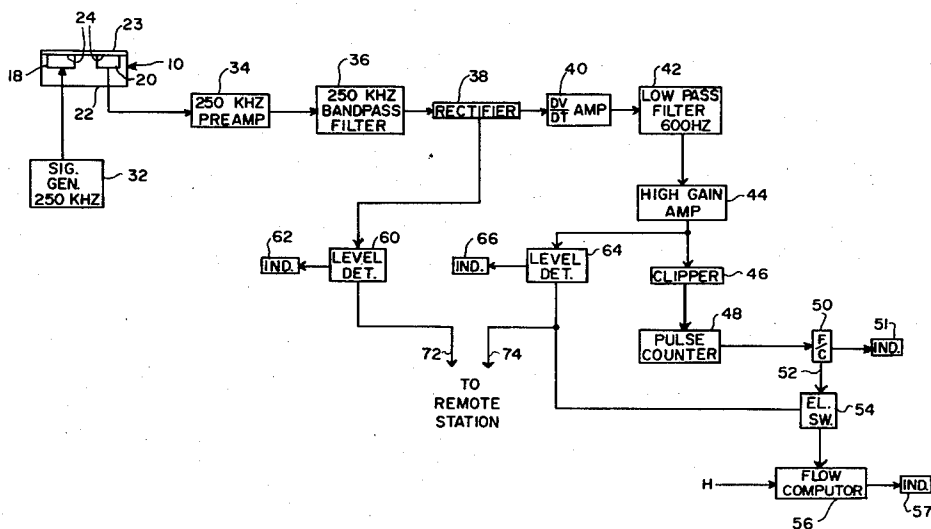 24
23
18
10
20
22
SIG.
GEN.
250 KHZ
32
34
250 KHZ
PREAMP
36
250 KHZ
BANDPASS
FILTER
38
RECTIFIER
40
DV
DT
AMP
42
LOW PASS
FILTER
600HZ
HIGH GAIN
AMP
44
62
IND.
60
LEVEL
DET.
66
IND.
64
LEVEL
DET.
CLIPPER
46
48
PULSE
COUNTER
50
F/C
51
IND.
52
72
74
TO
REMOTE
STATION
EL.
SW.
54
H
FLOW
COMPUTOR
56
IND.
57